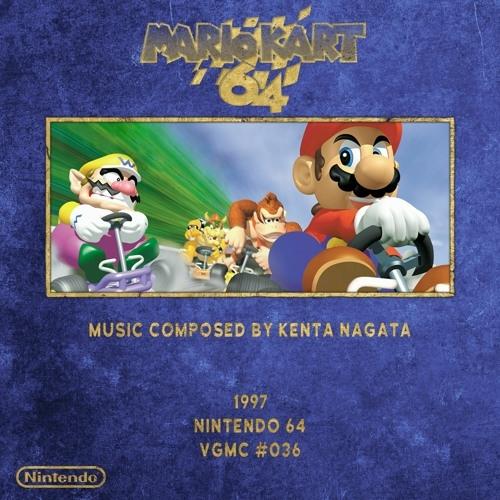 MARIO KART
64
MUSIC COMPOSED BY KENTA NAGATA
1997
NINTENDO 64
VGMC #036
Nintendo